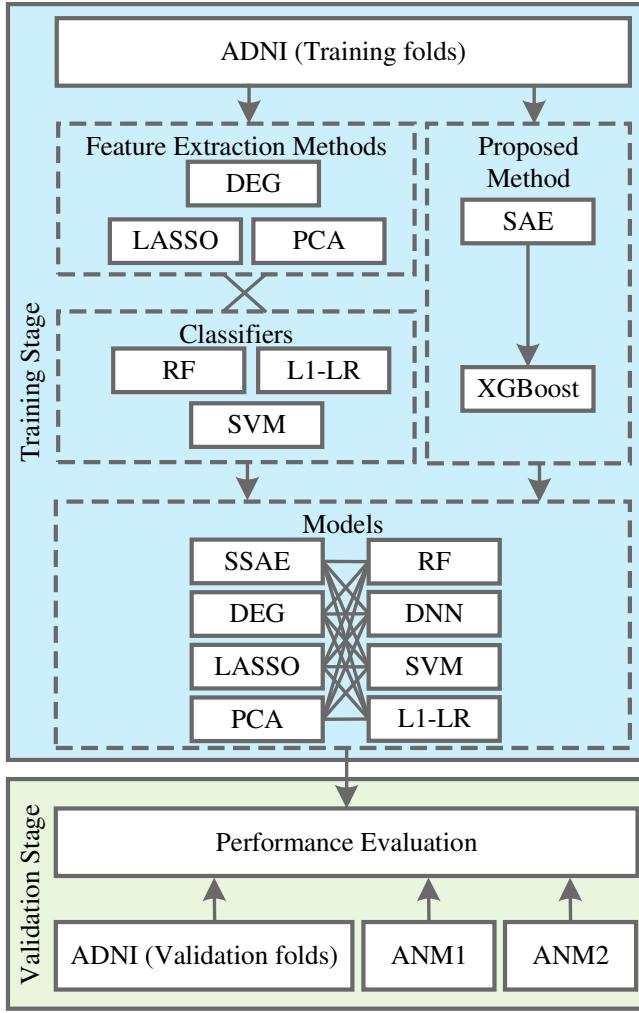 ADNI (Training folds)
Feature Extraction Methods
DEG
LASSO
PCA
Proposed
Method
SAE
XGBoost
Classifiers
RF
L1-LR
SVM
Training Stage
Models
SSAE
RF
DEG
DNN
LASSO
SVM
PCA
L1-LR
Validation Stage
Performance Evaluation
ADNI (Validation folds)
ANM1
ANM2